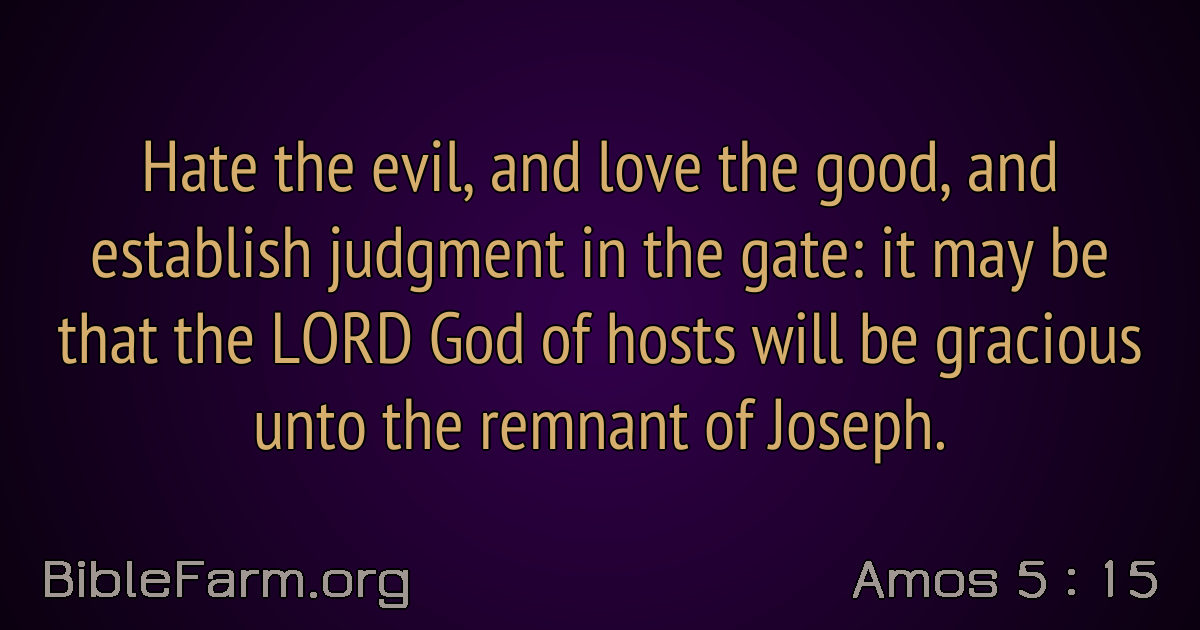 Hate the evil, and love the good, and
establish judgment in the gate: it may be
that the LORD God of hosts will be gracious
unto the remnant of Joseph.
BibleFarm.org
Amos 5 : 15